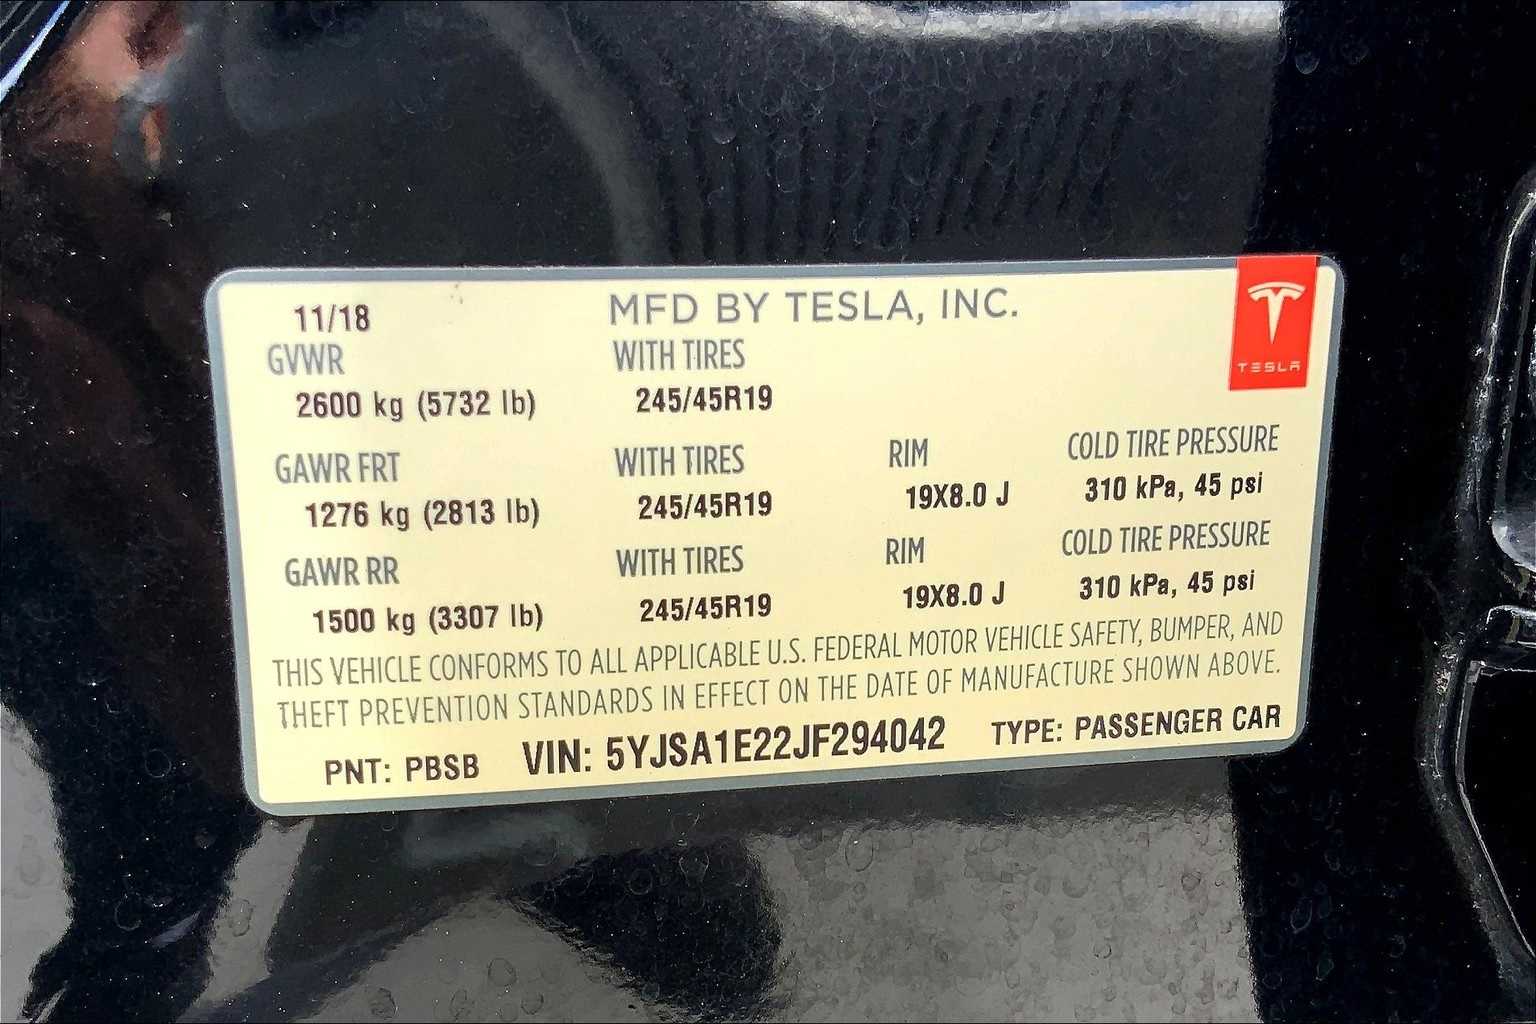 11/18 MFD BY TESLA, INC.
TESLA
GVWR WITH TIRES
2600 kg (5732 lb) 245/45R19
GAWR FRT WITH TIRES RIM COLD TIRE PRESSURE
1276 kg (2813 lb) 245/45R19 19X8.0 J 310 kPa, 45 psi
GAWR RR WITH TIRES RIM COLD TIRE PRESSURE
1500 kg (3307 lb) 245/45R19 19X8.0 J 310 kPa, 45 psi
THIS VEHICLE CONFORMS TO ALL APPLICABLE U.S. FEDERAL MOTOR VEHICLE SAFETY, BUMPER, AND
THEFT PREVENTION STANDARDS IN EFFECT ON THE DATE OF MANUFACTURE SHOWN ABOVE.
PNT: PBSB VIN: 5YJSA1E22JF294042 TYPE: PASSENGER CAR